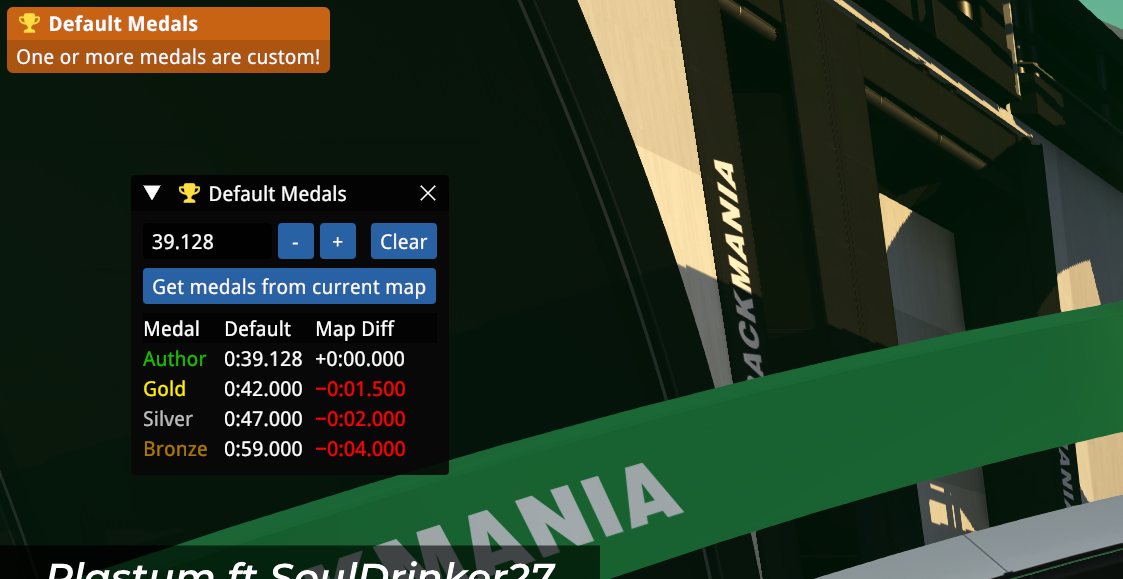 Default Medals
One or more medals are custom!
Default Medals
39.128 - + Clear
Get medals from current map
Medal Default Map Diff
Author 0:39.128 +0:00.000
Gold 0:42.000 −0:01.500
Silver 0:47.000 −0:02.000
Bronze 0:59.000 −0:04.000
ACKMANIA
KMANIA
ANIA
Plastum ft SoulDrinker27